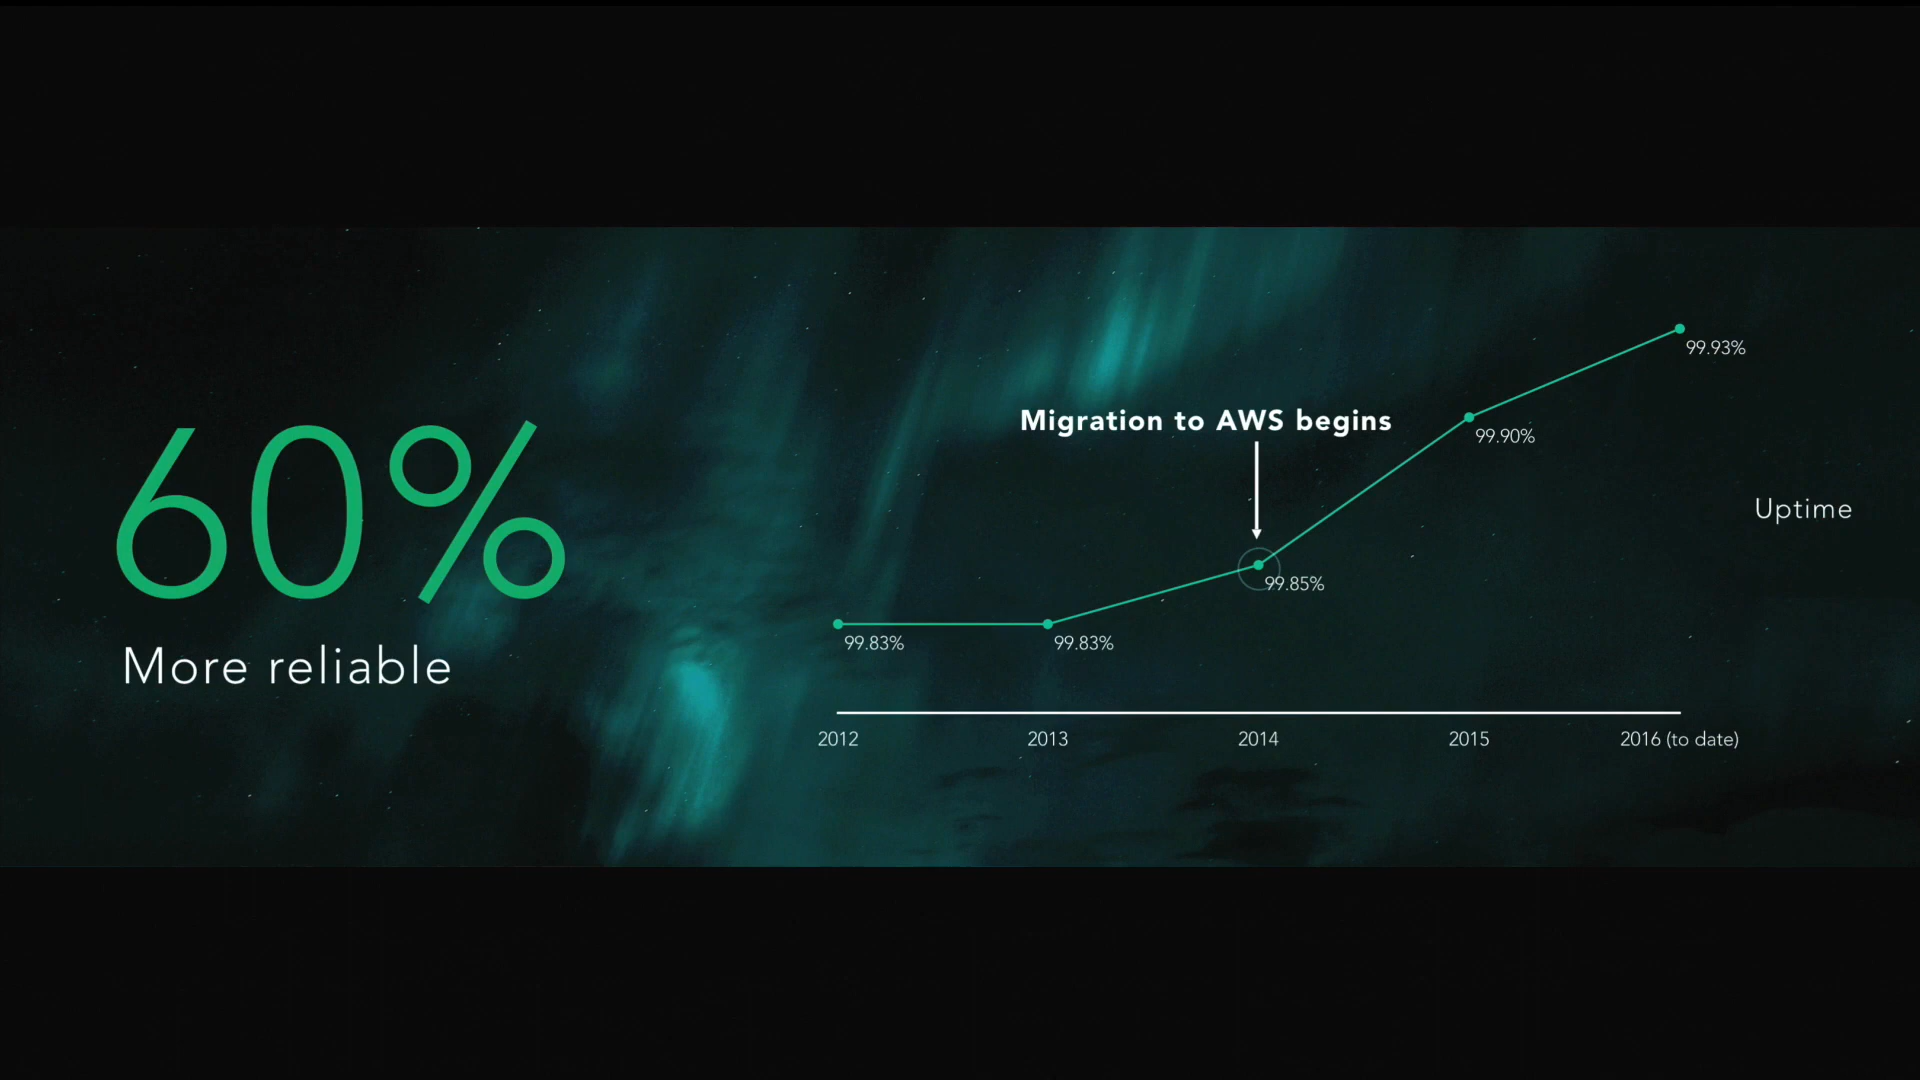 60%
More reliable
Migration to AWS begins
99.83%
99.83%
99.85%
99.90%
99.93%
Uptime
2012
2013
2014
2015
2016 (to date)